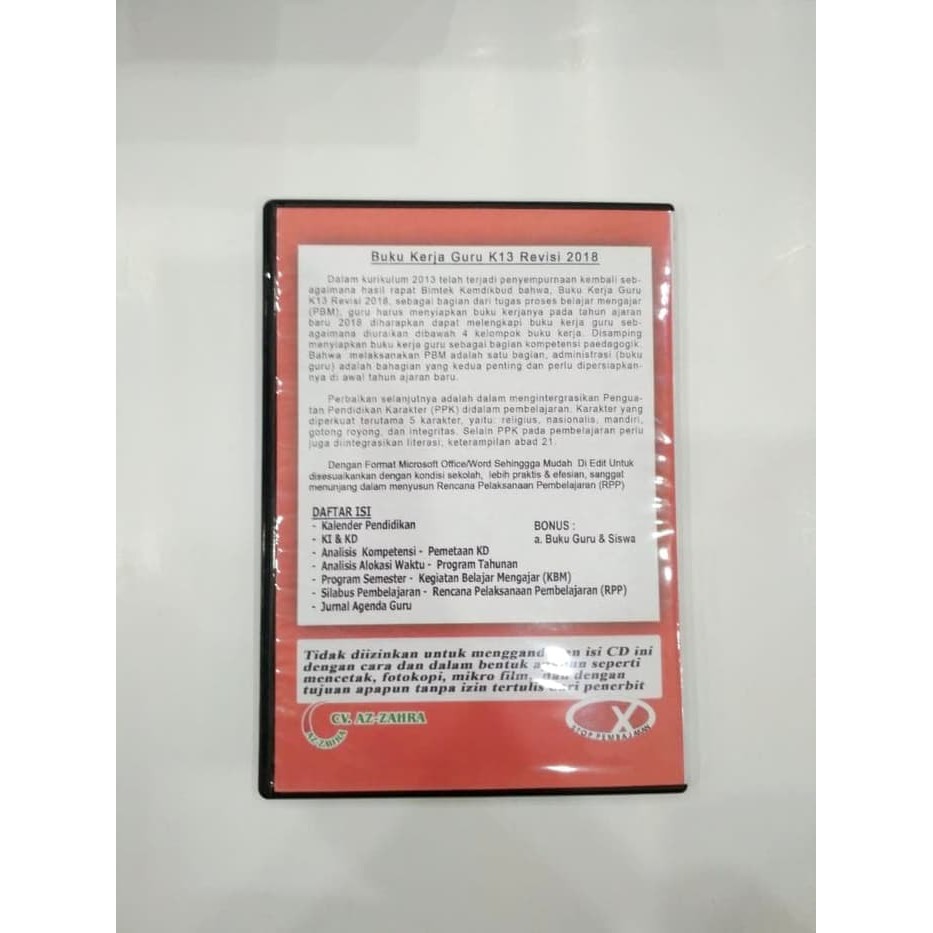 Buku Kerja Guru K13 Revisi 2018
Dalam kurikulum 2013 telah terjadi penyempurnaan kembali seb-
agaimana hasil rapat Bimtek Kemdikbud bahwa, Buku Kerja Guru
K13 Revisi 2018, sebagai bagian dari tugas proses belajar mengajar
(PBM), guru harus menyiapkan buku kerjanya pada tahun ajaran
baru 2018 diharapkan dapat melengkapi buku kerja guru seb-
agaimana diuraikan dibawah 4 kelompok buku kerja. Disamping
menyiapkan buku kerja guru sebagai bagian kompetensi paedagogik.
Bahwa melaksanakan PBM adalah satu bagian, administrasi (buku
guru) adalah bahagian yang kedua penting dan perlu dipersiapkan-
nya di awal tahun ajaran baru.
Perbaikan selanjutnya adalah dalam mengintergrasikan Pengua-
tan Pendidikan Karakter (PPK) didalam pembelajaran. Karakter yang
diperkuat terutama 5 karakter, yaitu: religius, nasionalis, mandiri,
gotong royong, dan integritas. Selain PPK pada pembelajaran perlu
juga diintegrasikan literasi, keterampilan abad 21.
Dengan Format Microsoft Office/Word Sehinggga Mudah Di Edit Untuk
disesuaikankan dengan kondisi sekolah, lebih praktis & efesian, sanggat
menunjang dalam menyusun Rencana Pelaksanaan Pembelajaran (RPP)
DAFTAR ISI
- Kalender Pendidikan
- KI & KD
- Analisis Kompetensi - Pemetaan KD
- Analisis Alokasi Waktu - Program Tahunan
- Program Semester - Kegiatan Belajar Mengajar (KBM)
- Silabus Pembelajaran - Rencana Pelaksanaan Pembelajaran (RPP)
- Jurnal Agenda Guru
BONUS :
a. Buku Guru & Siswa
Tidak diizinkan untuk isi CD ini
dengan cara dan dalam bentuk seperti
mencetak, fotokopi, mikro film, dengan
tujuan apapun tanpa izin tertulis dari penerbit
CV. AZ-ZAHRA
AZ-ZAHRA
X
STOP